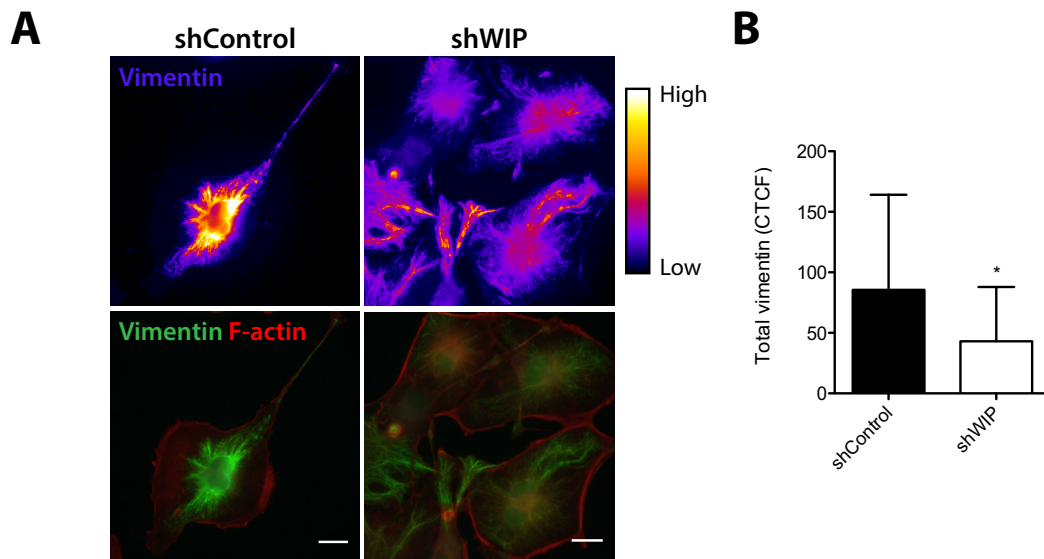 A
shControl
shWIP
Vimentin
High
Low
Vimentin F-actin
B
Total vimentin (CTCF)
200
150
100
50
0
*
shControl
shWIP